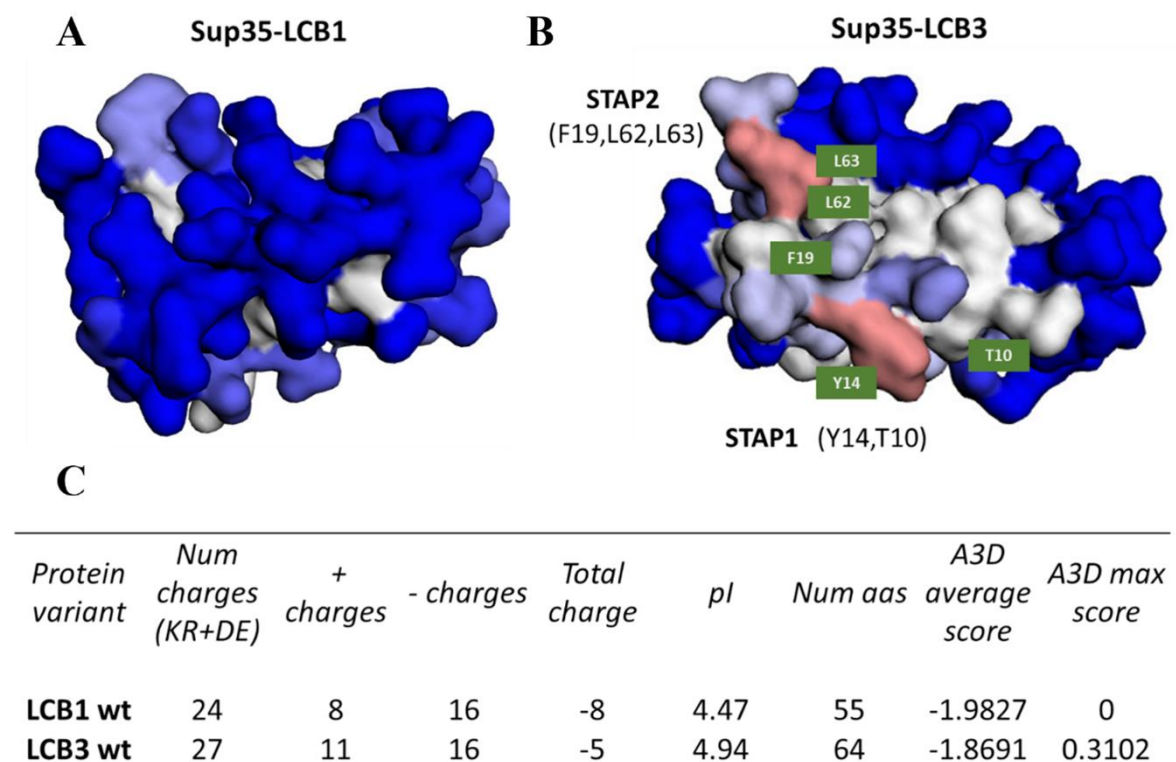 A
Sup35-LCB1
B
Sup35-LCB3
STAP2
(F19,L62,L63)
L63
L62
F19
T10
Y14
STAP1 (Y14,T10)
C
Protein variant
Num charges (KR+DE)
+ charges
- charges
Total charge
pI
Num aas
A3D average score
A3D max score
LCB1 wt 24 8 16 -8 4.47 55 -1.9827 0
LCB3 wt 27 11 16 -5 4.94 64 -1.8691 0.3102